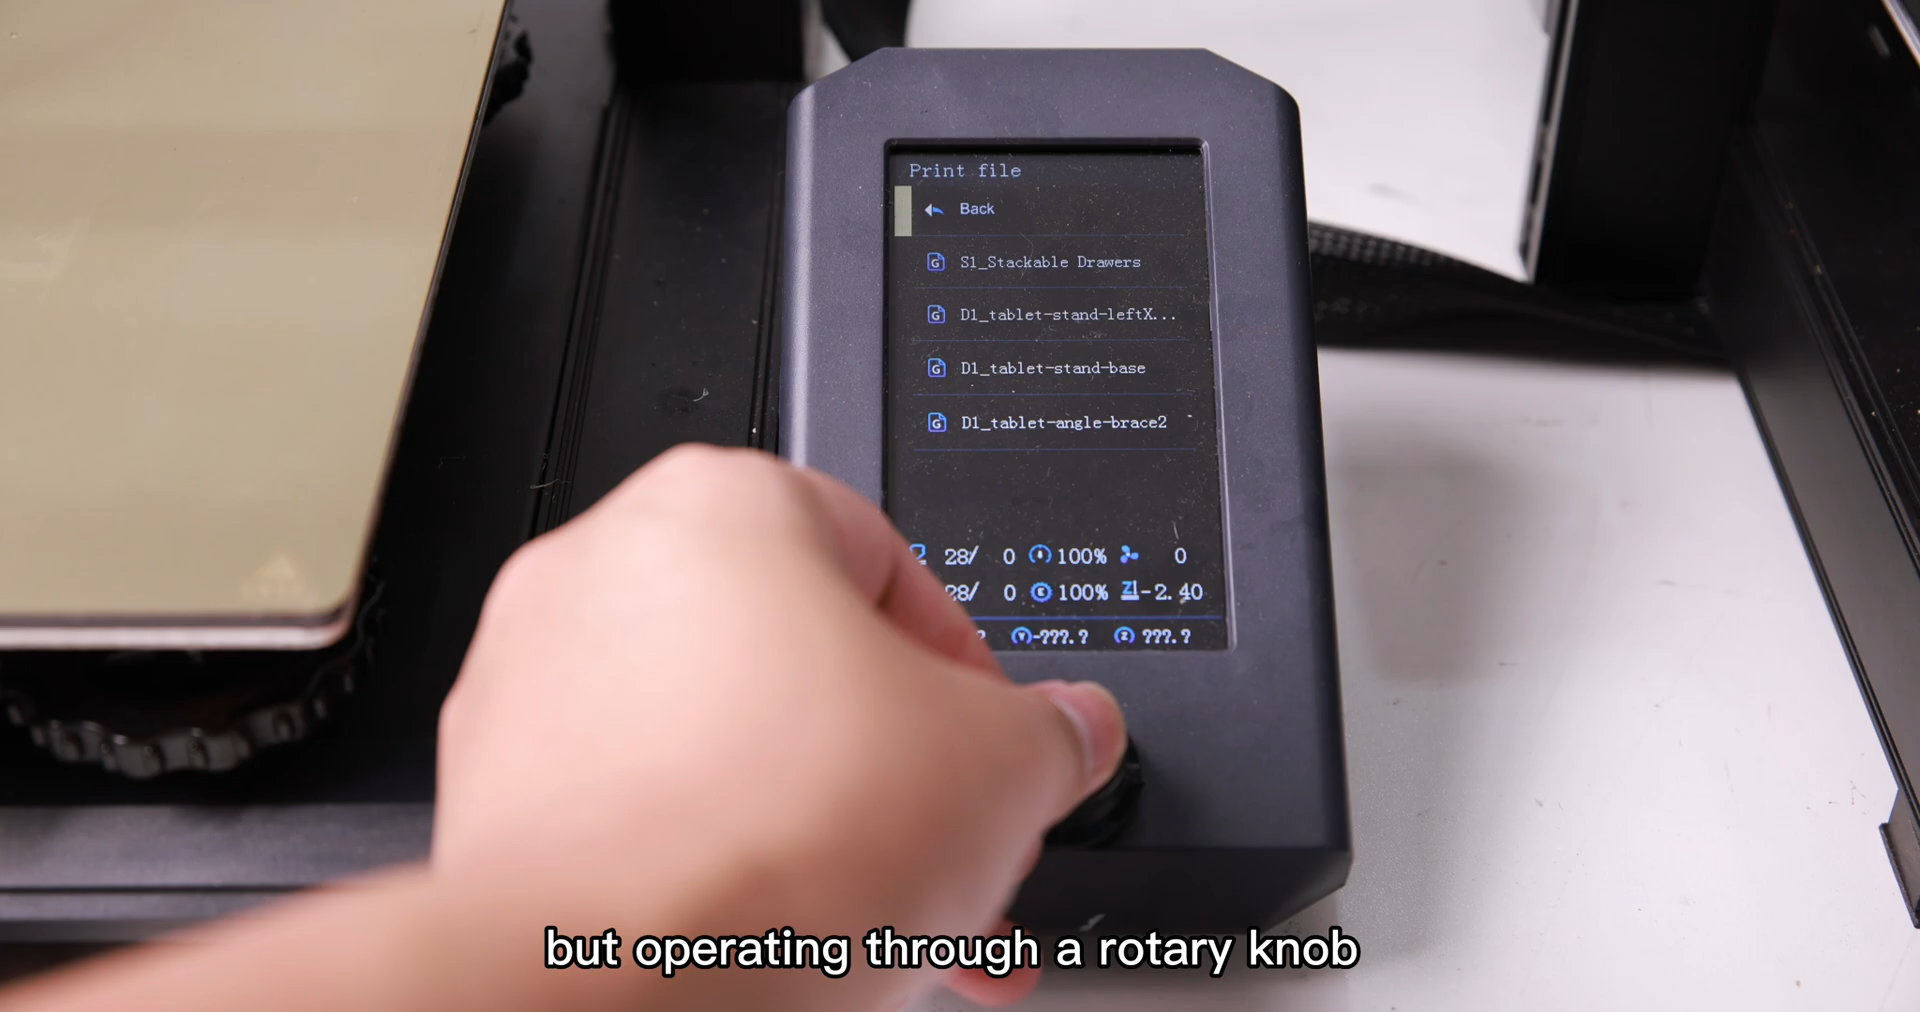 Print file
Back
S1_Stackable Drawers
D1_tablet-stand-leftX...
D1_tablet-stand-base
D1_tablet-angle-brace2
28/ 0 100% 0
28/ 0 E 100% Z -2.40
? Y -???.? Z ???.?
but operating through a rotary knob